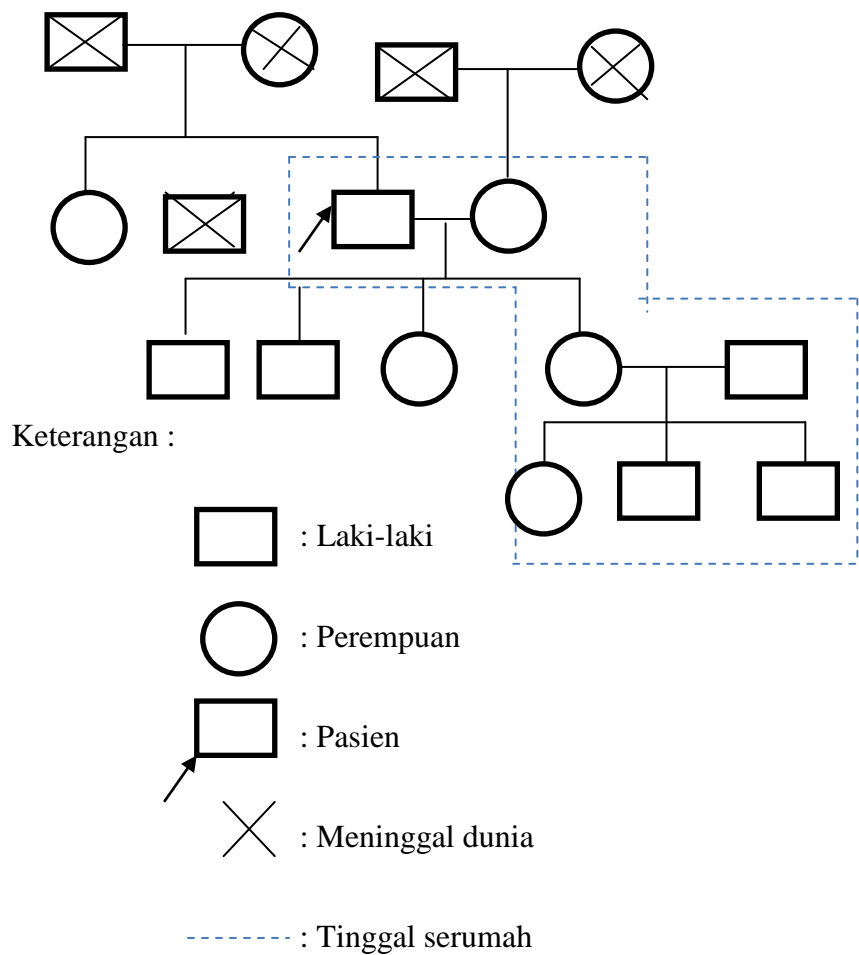 Keterangan :
: Laki-laki
: Perempuan
: Pasien
: Meninggal dunia
: Tinggal serumah